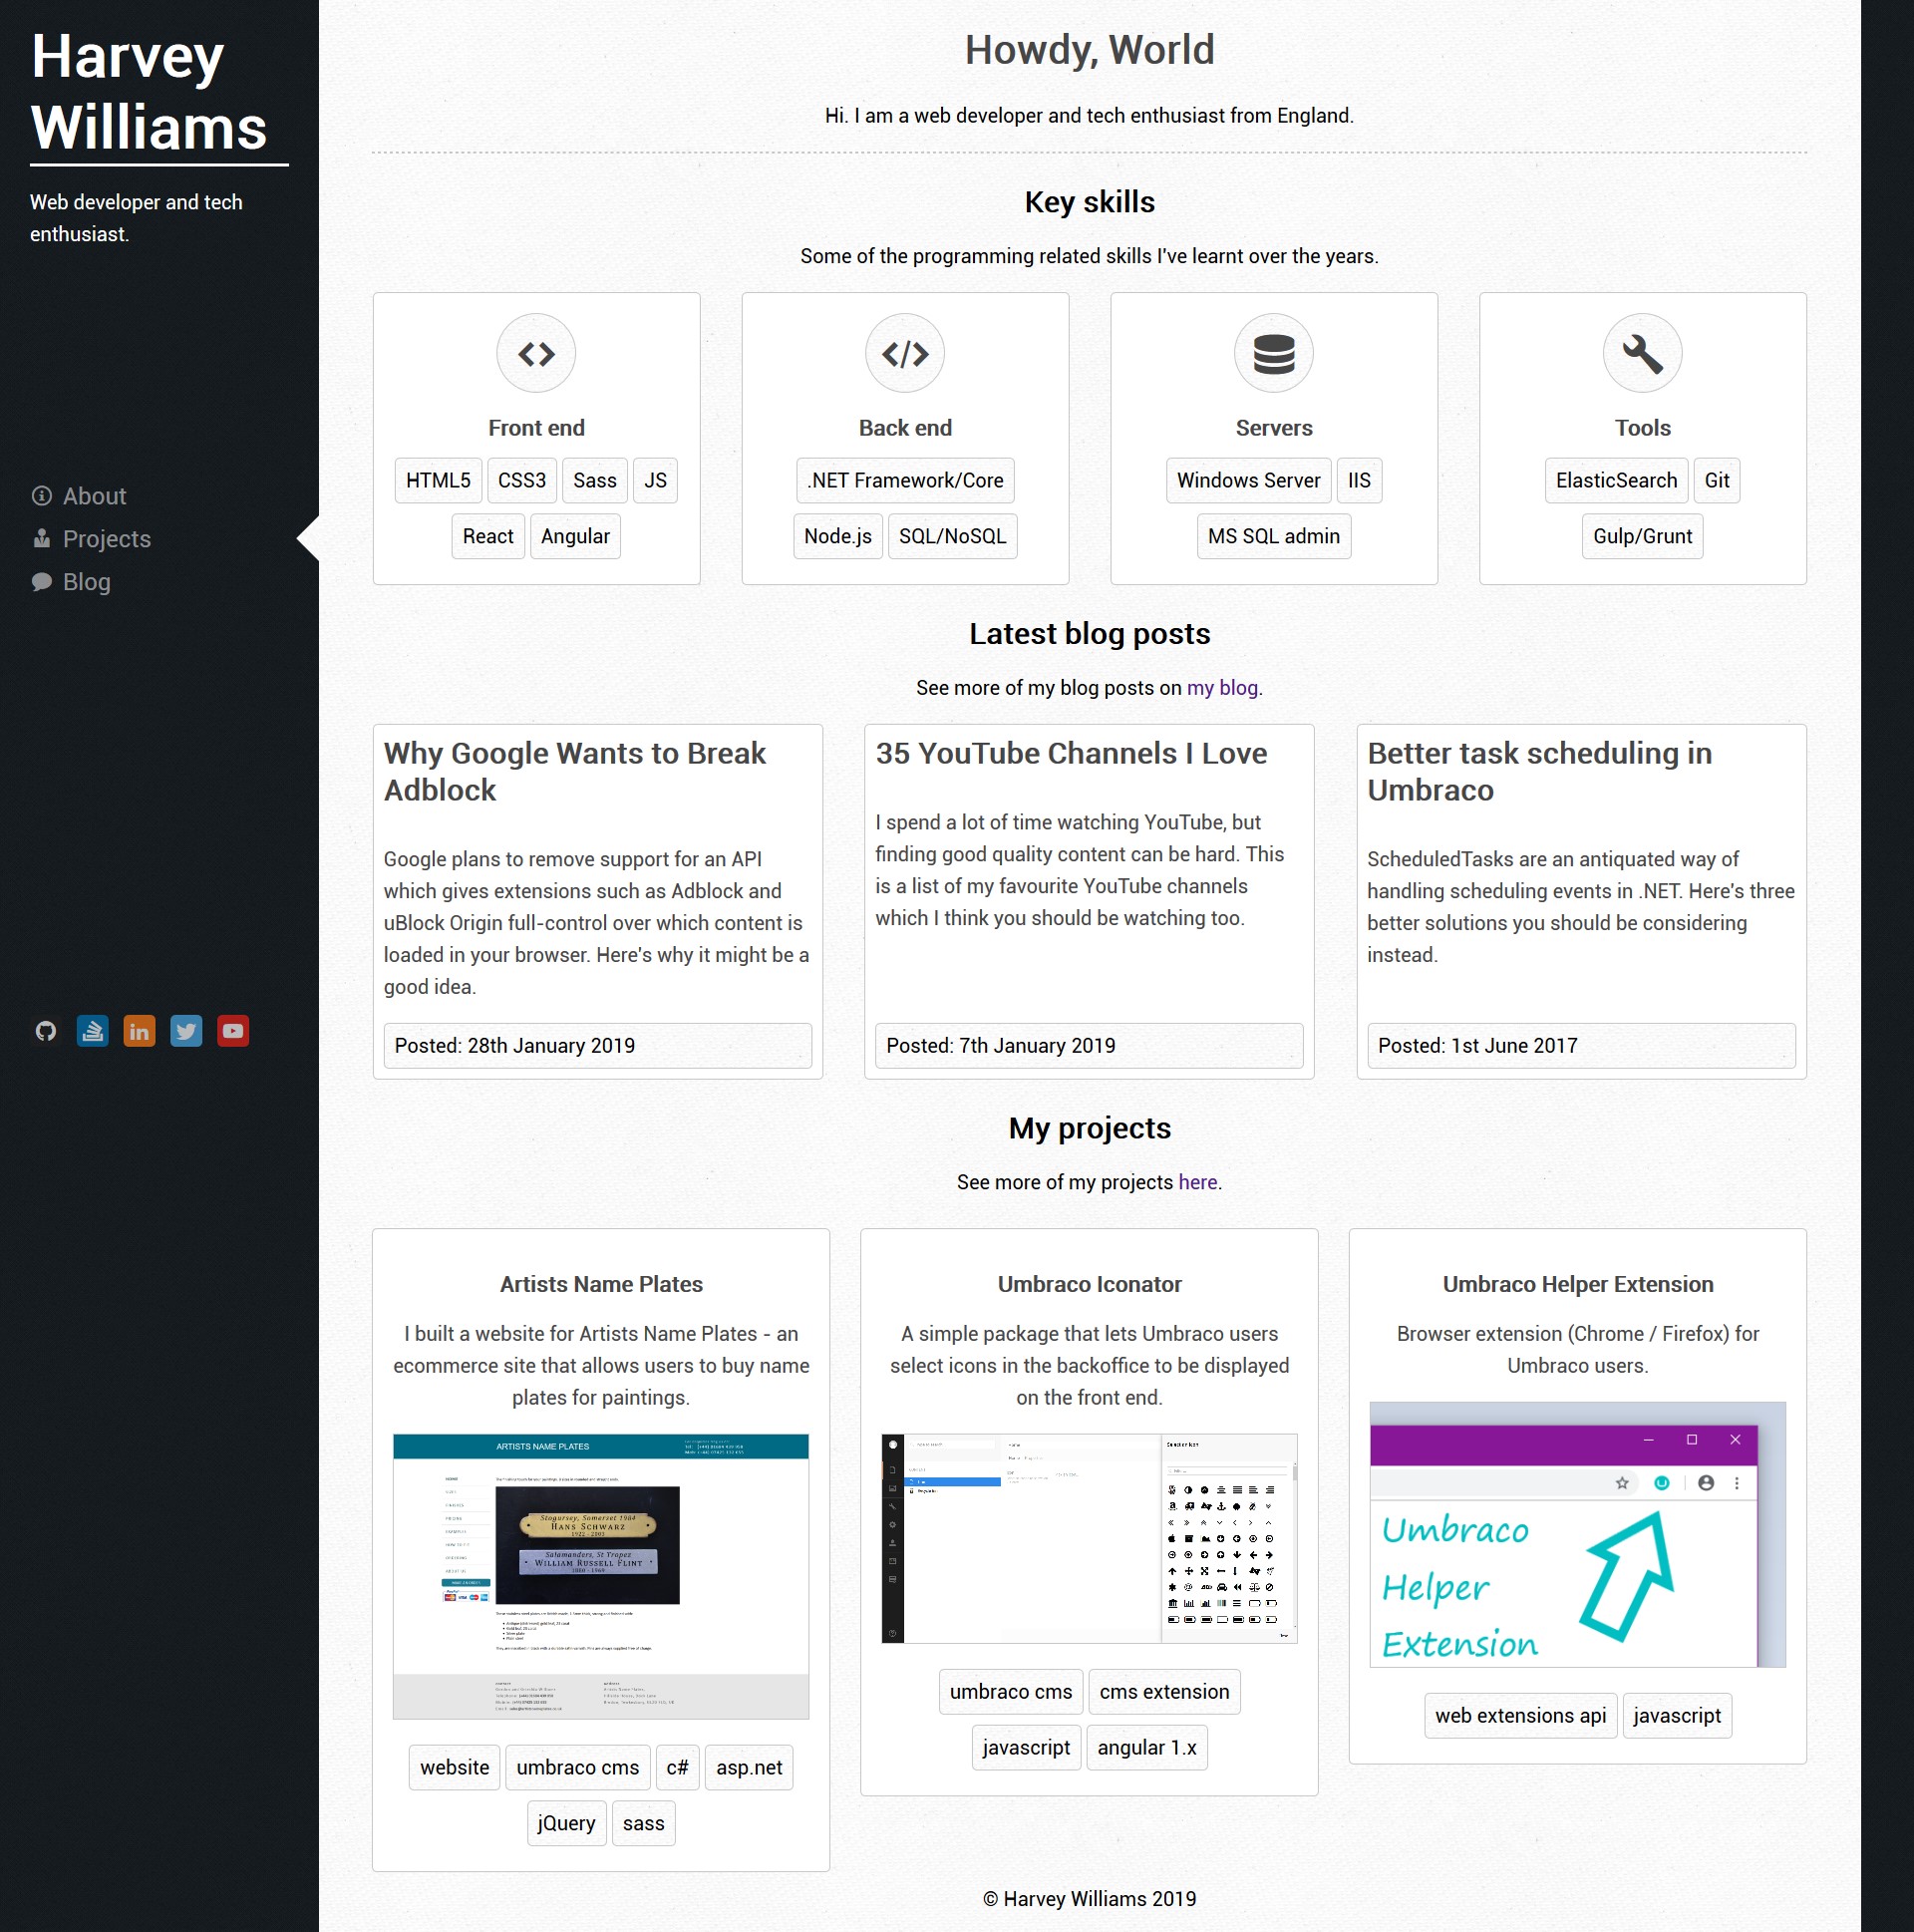 Harvey
Williams
Web developer and tech
enthusiast.
About
Projects
Blog
Howdy, World
Hi. I am a web developer and tech enthusiast from England.
Key skills
Some of the programming related skills I've learnt over the years.
Front end
HTML5 CSS3 Sass JS
React Angular
Back end
.NET Framework/Core
Node.js SQL/NoSQL
Servers
Windows Server IIS
MS SQL admin
Tools
ElasticSearch Git
Gulp/Grunt
Latest blog posts
See more of my blog posts on my blog.
Why Google Wants to Break
Adblock
Google plans to remove support for an API
which gives extensions such as Adblock and
uBlock Origin full-control over which content is
loaded in your browser. Here's why it might be a
good idea.
Posted: 28th January 2019
35 YouTube Channels I Love
I spend a lot of time watching YouTube, but
finding good quality content can be hard. This
is a list of my favourite YouTube channels
which I think you should be watching too.
Posted: 7th January 2019
Better task scheduling in
Umbraco
ScheduledTasks are an antiquated way of
handling scheduling events in .NET. Here's three
better solutions you should be considering
instead.
Posted: 1st June 2017
My projects
See more of my projects here.
Artists Name Plates
I built a website for Artists Name Plates - an
ecommerce site that allows users to buy name
plates for paintings.
ARTISTS NAME PLATES
Stogursey, Somerset 1984
HANS SCHWARZ
1922 - 2003
Salamanders, St Tropez
WILLIAM RUSSELL FLINT
1880 - 1969
website umbraco cms c# asp.net
jQuery sass
Umbraco Iconator
A simple package that lets Umbraco users
select icons in the backoffice to be displayed
on the front end.
umbraco cms cms extension
javascript angular 1.x
Umbraco Helper Extension
Browser extension (Chrome / Firefox) for
Umbraco users.
Umbraco
Helper
Extension
web extensions api javascript
© Harvey Williams 2019